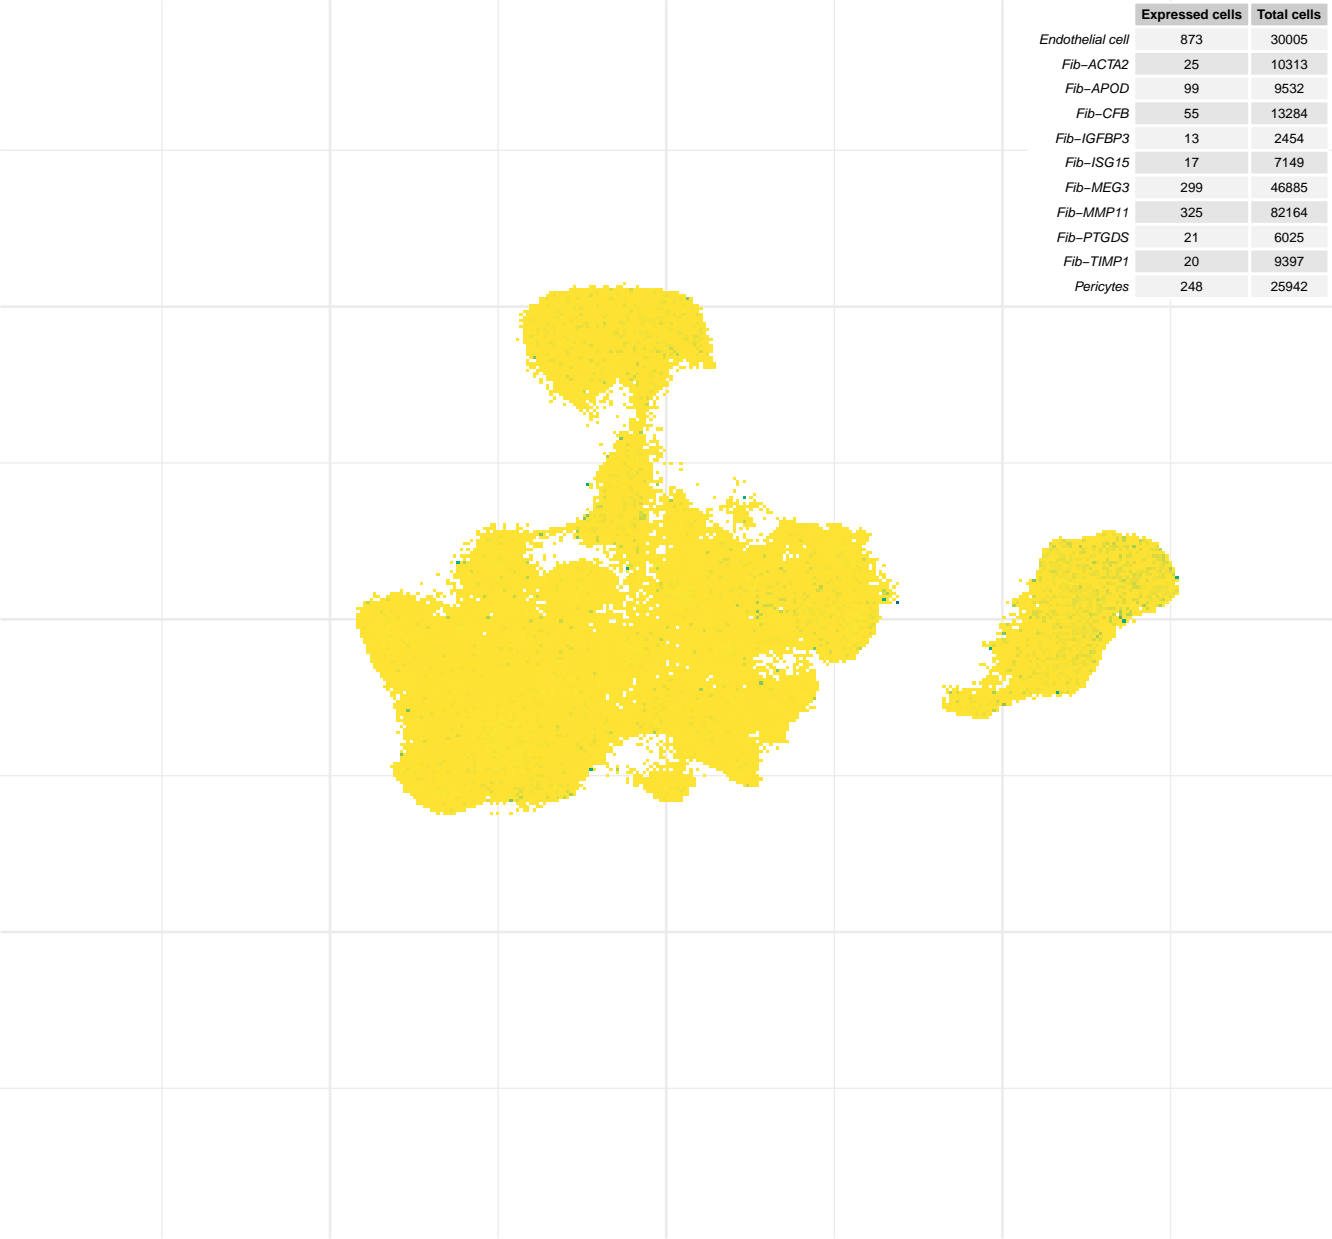 Expressed cells Total cells
Endothelial cell 873 30005
Fib−ACTA2 25 10313
Fib−APOD 99 9532
Fib−CFB 55 13284
Fib−IGFBP3 13 2454
Fib−ISG15 17 7149
Fib−MEG3 299 46885
Fib−MMP11 325 82164
Fib−PTGDS 21 6025
Fib−TIMP1 20 9397
Pericytes 248 25942